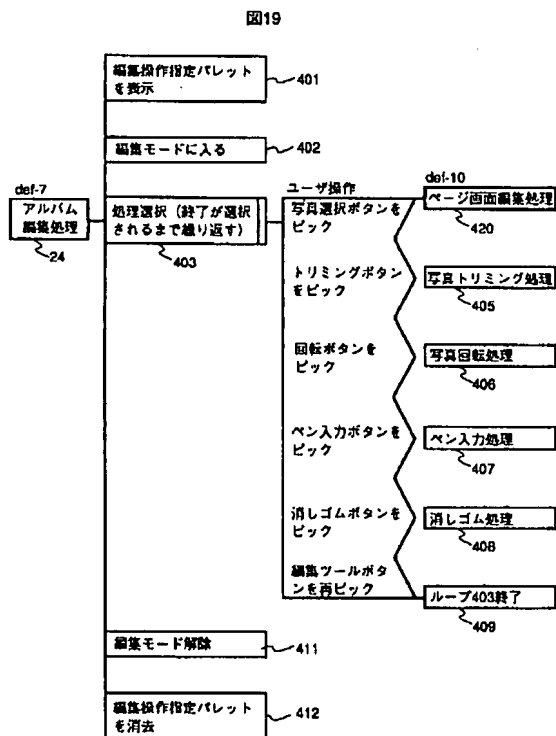 図19
編集操作指定パレット
を表示
401
編集モードに入る
402
def-7
アルバム
編集処理
24
処理選択（終了が選択
されるまで繰り返す）
403
ユーザ操作
写真選択ボタンを
ピック
def-10
ページ画面編集処理
420
トリミングボタン
をピック
写真トリミング処理
405
回転ボタンを
ピック
写真回転処理
406
ペン入力ボタンを
ピック
ペン入力処理
407
消しゴムボタンを
ピック
消しゴム処理
408
編集ツールボタ
ンを再ピック
ループ403終了
409
編集モード解除
411
編集操作指定パレット
を消去
412